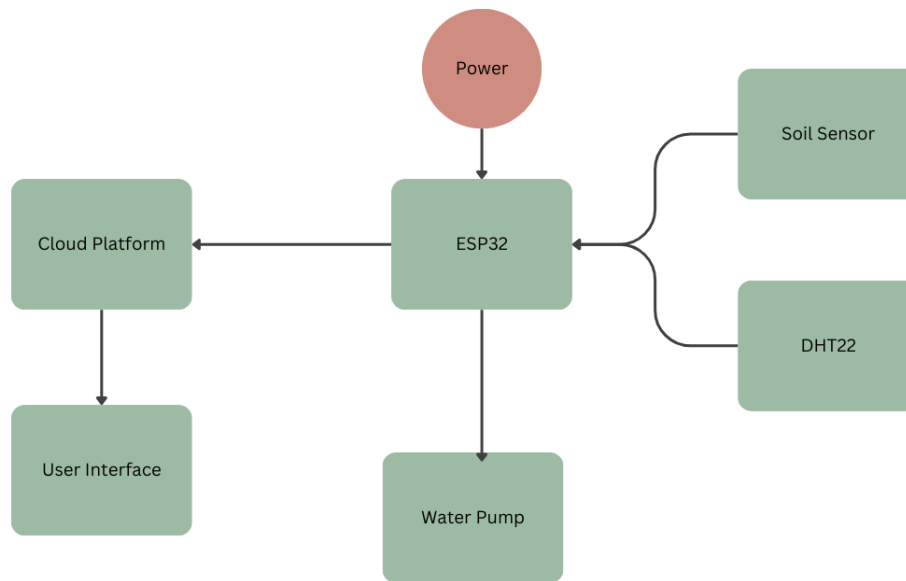 Power
Soil Sensor
Cloud Platform
ESP32
DHT22
User Interface
Water Pump